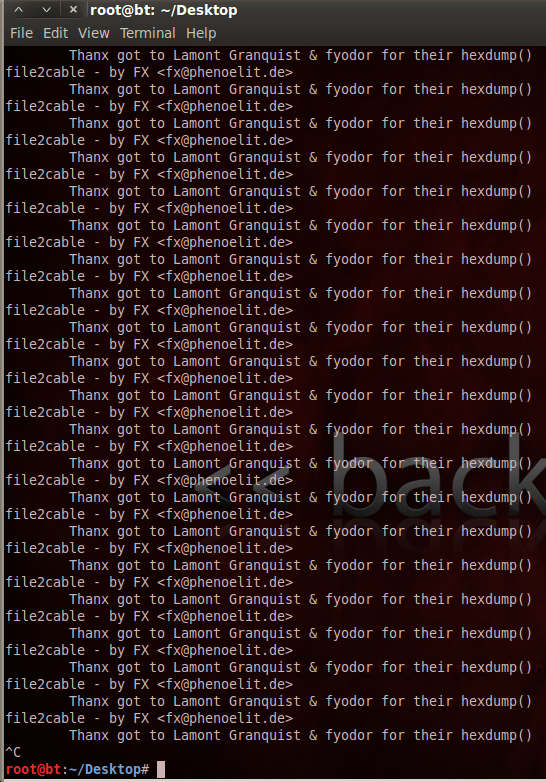 root@bt: ~/Desktop
File Edit View Terminal Help
Thanx got to Lamont Granquist & fyodor for their hexdump()
file2cable - by FX <fx@phenoelit.de>
Thanx got to Lamont Granquist & fyodor for their hexdump()
file2cable - by FX <fx@phenoelit.de>
Thanx got to Lamont Granquist & fyodor for their hexdump()
file2cable - by FX <fx@phenoelit.de>
Thanx got to Lamont Granquist & fyodor for their hexdump()
file2cable - by FX <fx@phenoelit.de>
Thanx got to Lamont Granquist & fyodor for their hexdump()
file2cable - by FX <fx@phenoelit.de>
Thanx got to Lamont Granquist & fyodor for their hexdump()
file2cable - by FX <fx@phenoelit.de>
Thanx got to Lamont Granquist & fyodor for their hexdump()
file2cable - by FX <fx@phenoelit.de>
Thanx got to Lamont Granquist & fyodor for their hexdump()
file2cable - by FX <fx@phenoelit.de>
Thanx got to Lamont Granquist & fyodor for their hexdump()
file2cable - by FX <fx@phenoelit.de>
Thanx got to Lamont Granquist & fyodor for their hexdump()
file2cable - by FX <fx@phenoelit.de>
Thanx got to Lamont Granquist & fyodor for their hexdump()
file2cable - by FX <fx@phenoelit.de>
Thanx got to Lamont Granquist & fyodor for their hexdump()
file2cable - by FX <fx@phenoelit.de>
Thanx got to Lamont Granquist & fyodor for their hexdump()
file2cable - by FX <fx@phenoelit.de>
Thanx got to Lamont Granquist & fyodor for their hexdump()
file2cable - by FX <fx@phenoelit.de>
Thanx got to Lamont Granquist & fyodor for their hexdump()
file2cable - by FX <fx@phenoelit.de>
Thanx got to Lamont Granquist & fyodor for their hexdump()
file2cable - by FX <fx@phenoelit.de>
Thanx got to Lamont Granquist & fyodor for their hexdump()
file2cable - by FX <fx@phenoelit.de>
Thanx got to Lamont Granquist & fyodor for their hexdump()
file2cable - by FX <fx@phenoelit.de>
Thanx got to Lamont Granquist & fyodor for their hexdump()
file2cable - by FX <fx@phenoelit.de>
Thanx got to Lamont Granquist & fyodor for their hexdump()
file2cable - by FX <fx@phenoelit.de>
Thanx got to Lamont Granquist & fyodor for their hexdump()
^C
root@bt:~/Desktop#
<< back